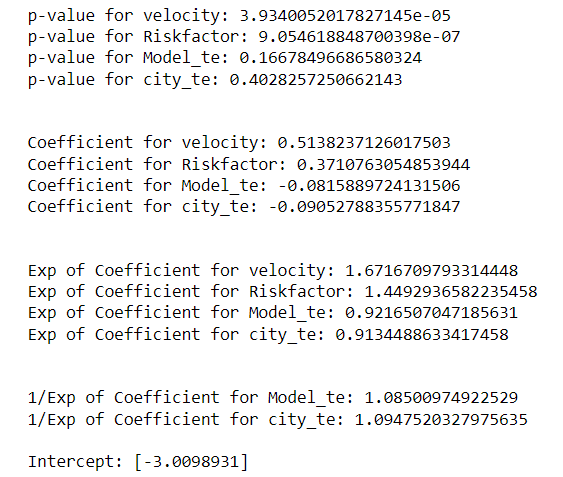 p-value for velocity: 3.9340052017827145e-05
p-value for Riskfactor: 9.054618848700398e-07
p-value for Model_te: 0.16678496686580324
p-value for city_te: 0.4028257250662143
Coefficient for velocity: 0.5138237126017503
Coefficient for Riskfactor: 0.3710763054853944
Coefficient for Model_te: -0.0815889724131506
Coefficient for city_te: -0.09052788355771847
Exp of Coefficient for velocity: 1.6716709793314448
Exp of Coefficient for Riskfactor: 1.4492936582235458
Exp of Coefficient for Model_te: 0.9216507047185631
Exp of Coefficient for city_te: 0.9134488633417458
1/Exp of Coefficient for Model_te: 1.08500974922529
1/Exp of Coefficient for city_te: 1.0947520327975635
Intercept: [-3.0098931]